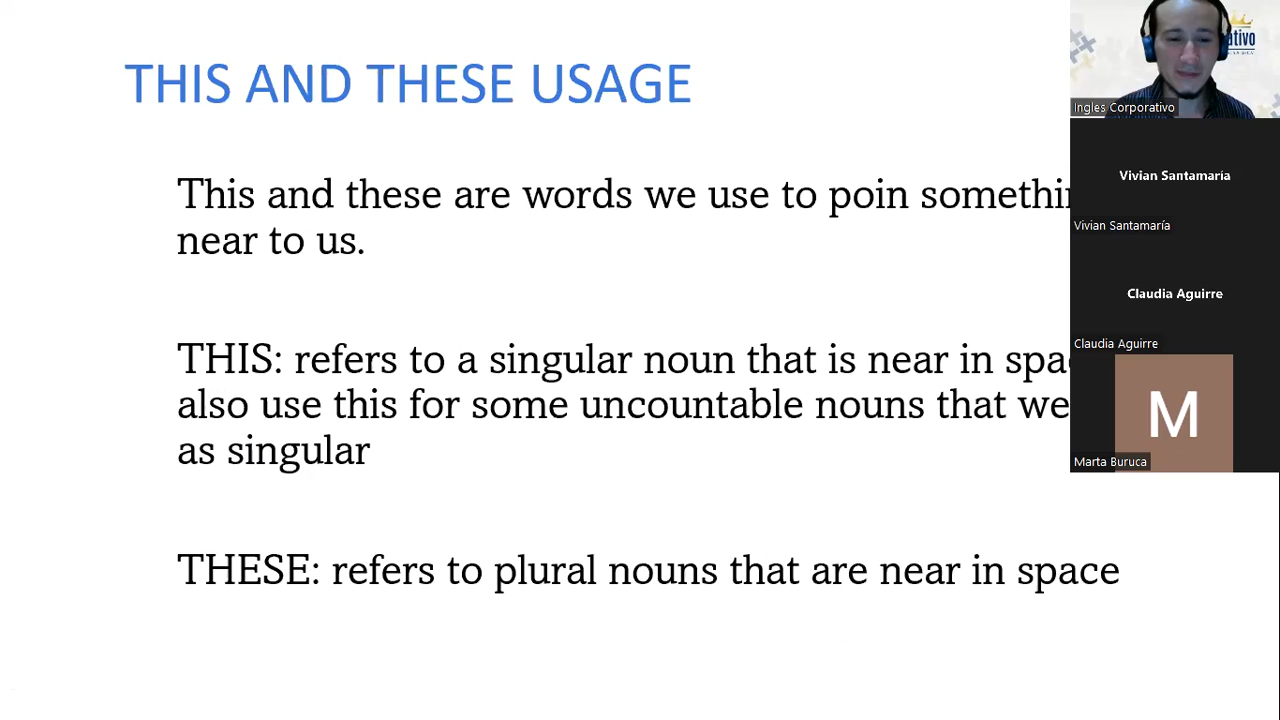 THIS AND THESE USAGE
This and these are words we use to poin
near to us.
THIS: refers to a singular noun that is near in
also use this for some uncountable nouns that we
as singular
THESE: refers to plural nouns that are near in space
Ingles Corporativo
Vivian Santamaría
Vivian Santamaría
Claudia Aguirre
Claudia Aguirre
M
Marta Buruca